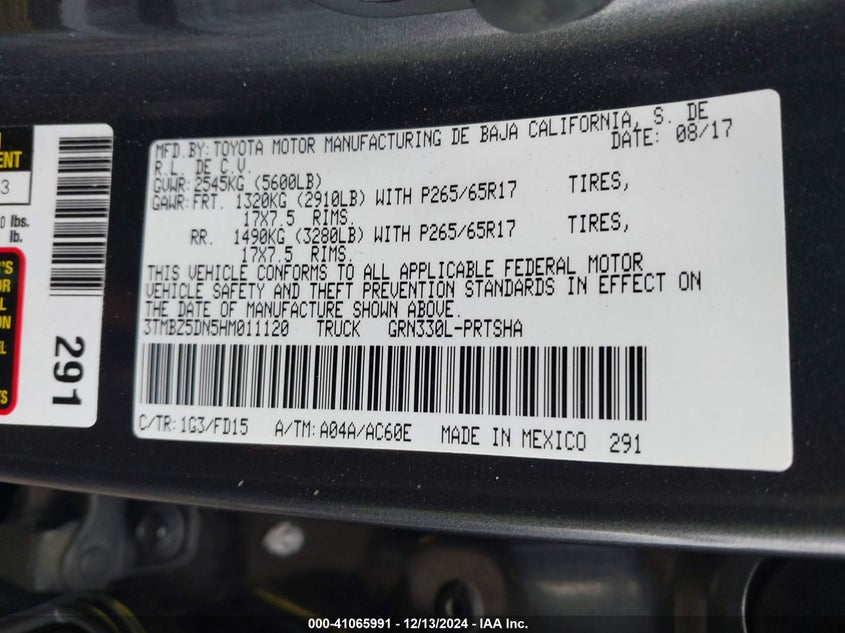 MFD.BY: TOYOTA MOTOR MANUFACTURING DE BAJA CALIFORNIA, S. DE
R.L. DE C.V. DATE: 08/17
GVWR: 2545KG (5600LB)
GAWR: FRT. 1320KG (2910LB) WITH P265/65R17 TIRES,
17X7.5 RIMS.
RR. 1490KG (3280LB) WITH P265/65R17 TIRES,
17X7.5 RIMS.
THIS VEHICLE CONFORMS TO ALL APPLICABLE FEDERAL MOTOR
VEHICLE SAFETY AND THEFT PREVENTION STANDARDS IN EFFECT ON
THE DATE OF MANUFACTURE SHOWN ABOVE.
3TMBZ5DN5HM011120 TRUCK GRN330L-PRTSHA
C/TR: 1G3/FD15 A/TM: A04A/AC60E MADE IN MEXICO 291
291
lbs.
lb.
000-41065991 - 12/13/2024 - IAA Inc.